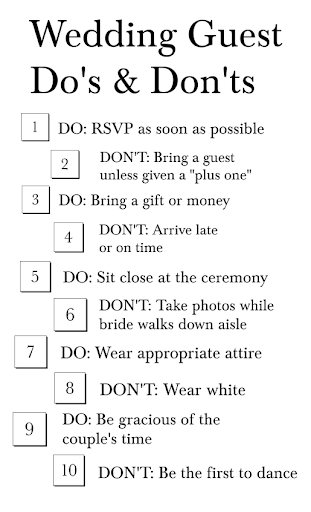 Wedding Guest
Do's & Don'ts
1 DO: RSVP as soon as possible
2 DON'T: Bring a guest
unless given a "plus one"
3 DO: Bring a gift or money
4 DON'T: Arrive late
or on time
5 DO: Sit close at the ceremony
6 DON'T: Take photos while
bride walks down aisle
7 DO: Wear appropriate attire
8 DON'T: Wear white
9 DO: Be gracious of the
couple's time
10 DON'T: Be the first to dance